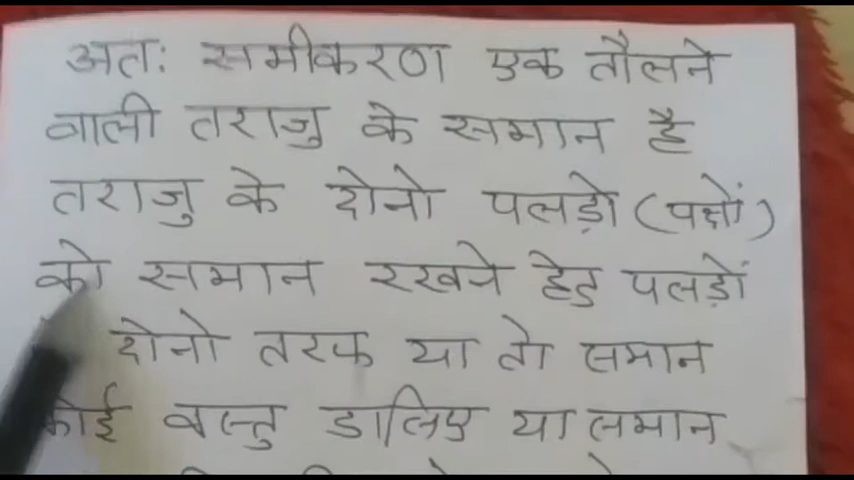 अतः समीकरण एक तौलने
वाली तराजु के समान है
तराजु के दोनो पलड़ो (पक्षों)
को समान रखने हेतु पलड़ों
दोनो तरफ या तो समान
कोई वस्तु डालिए या समान